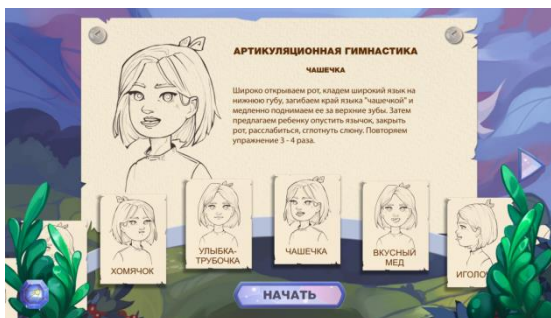 АРТИКУЛЯЦИОННАЯ ГИМНАСТИКА
ЧАШЕЧКА
Широко открываем рот, кладем широкий язык на
нижнюю губу, загибаем край языка "чашечкой" и
медленно поднимаем ее за верхние зубы. Затем
предлагаем ребенку опустить язычок, закрыть
рот, расслабиться, сглотнуть слюну. Повторяем
упражнение 3 - 4 раза.
ХОМЯЧОК
УЛЫБКА-
ТРУБОЧКА
ЧАШЕЧКА
ВКУСНЫЙ
МЕД
ИГОЛО
НАЧАТЬ